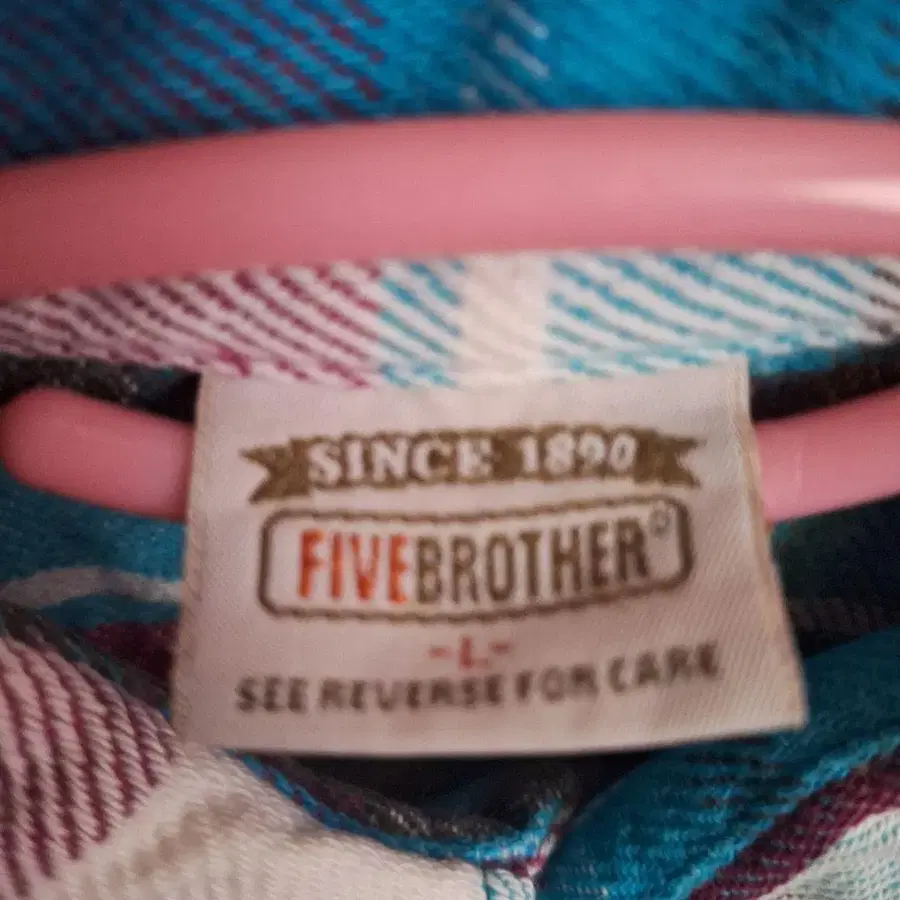 SINCE 1890
FIVEBROTHER
-L-
SEE REVERSE FOR CARE